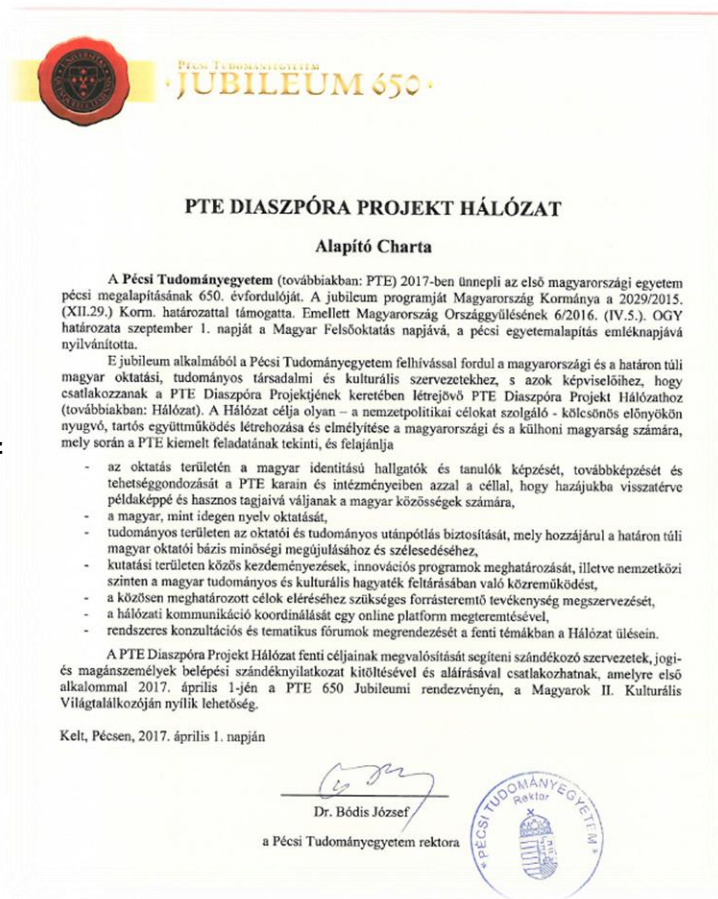 PÉCSI TUDOMÁNYEGYETEM
JUBILEUM 650
PTE DIASZPÓRA PROJEKT HÁLÓZAT
Alapító Charta
A Pécsi Tudományegyetem (továbbiakban: PTE) 2017-ben ünnepli az első magyarországi egyetem
pécsi megalapításának 650. évfordulóját. A jubileum programját Magyarország Kormánya a 2029/2015.
(XII.29.) Korm. határozattal támogatta. Emellett Magyarország Országgyűlésének 6/2016. (IV.5.). OGY
határozata szeptember 1. napját a Magyar Felsőoktatás napjává, a pécsi egyetemalapítás emléknapjává
nyilvánította.
E jubileum alkalmából a Pécsi Tudományegyetem felhívással fordul a magyarországi és a határon túli
magyar oktatási, tudományos társadalmi és kulturális szervezetekhez, s azok képviselőihez, hogy
csatlakozzanak a PTE Diaszpóra Projektjének keretében létrejövő PTE Diaszpóra Projekt Hálózathoz
(továbbiakban: Hálózat). A Hálózat célja olyan – a nemzetpolitikai célokat szolgáló - kölcsönös előnyökön
nyugvó, tartós együttműködés létrehozása és elmélyítése a magyarországi és a külhoni magyarság számára,
mely során a PTE kiemelt feladatának tekinti, és felajánlja
- az oktatás területén a magyar identitású hallgatók és tanulók képzését, továbbképzését és
tehetséggondozását a PTE karain és intézményeiben azzal a céllal, hogy hazájukba visszatérve
példaképpé és hasznos tagjaivá váljanak a magyar közösségek számára,
- a magyar, mint idegen nyelv oktatását,
- tudományos területen az oktatói és tudományos utánpótlás biztosítását, mely hozzájárul a határon túli
magyar oktatói bázis minőségi megújulásához és szélesedéséhez,
- kutatási területen közös kezdeményezések, innovációs programok meghatározását, illetve nemzetközi
szinten a magyar tudományos és kulturális hagyaték feltárásában való közreműködést,
- a közösen meghatározott célok eléréséhez szükséges forrásteremtő tevékenység megszervezését,
- a hálózati kommunikáció koordinálását egy online platform megteremtésével,
- rendszeres konzultációs és tematikus fórumok megrendezését a fenti témákban a Hálózat ülésein.
A PTE Diaszpóra Projekt Hálózat fenti céljainak megvalósítását segíteni szándékozó szervezetek, jogi-
és magánszemélyek belépési szándéknyilatkozat kitöltésével és aláírásával csatlakozhatnak, amelyre első
alkalommal 2017. április 1-jén a PTE 650 Jubileumi rendezvényén, a Magyarok II. Kulturális
Világtalálkozóján nyílik lehetőség.
Kelt, Pécsen, 2017. április 1. napján
Dr. Bódis József
a Pécsi Tudományegyetem rektora
PÉCSI TUDOMÁNYEGYETEM
Rektor